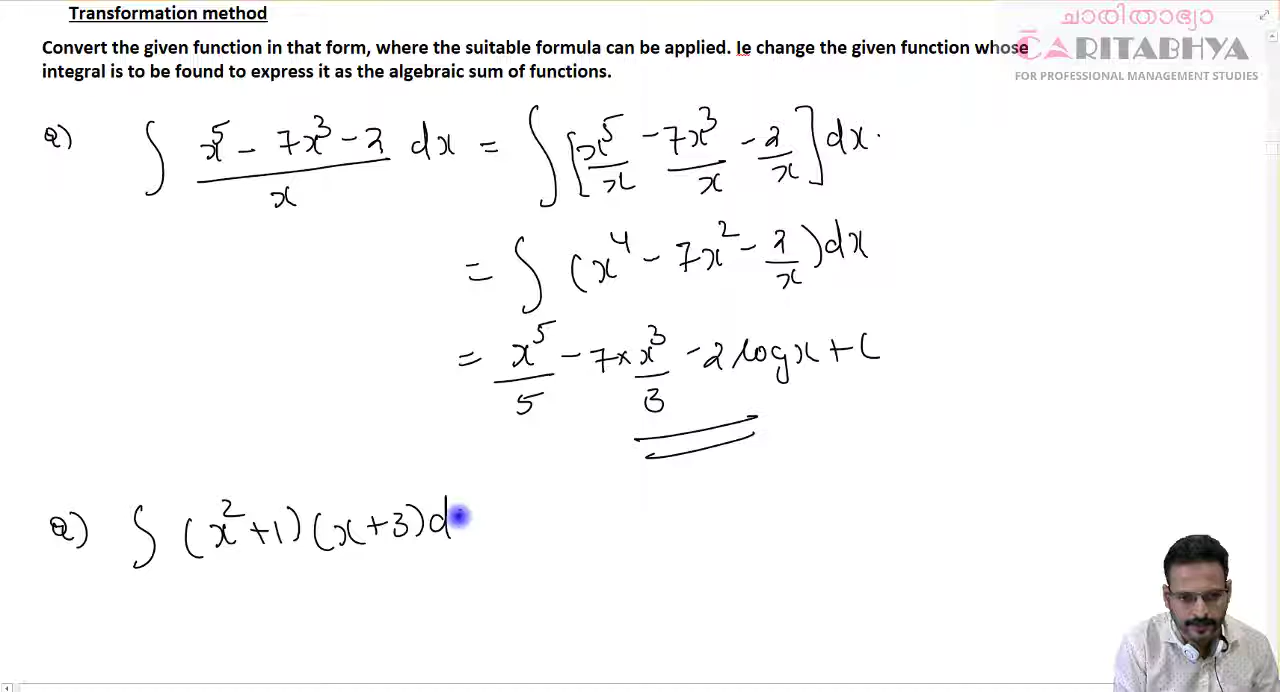 Transformation method
ചാരിതാഭ്യാ
CARITABHYA
FOR PROFESSIONAL MANAGEMENT STUDIES
Convert the given function in that form, where the suitable formula can be applied. Ie change the given function whose
integral is to be found to express it as the algebraic sum of functions.
Q) ∫ (x⁵ - 7x³ - 2)/x dx = ∫ [x⁵/x - 7x³/x - 2/x] dx.
= ∫ (x⁴ - 7x² - 2/x) dx
= x⁵/5 - 7 × x³/3 - 2 log x + C
Q) ∫ (x² + 1)(x + 3) d